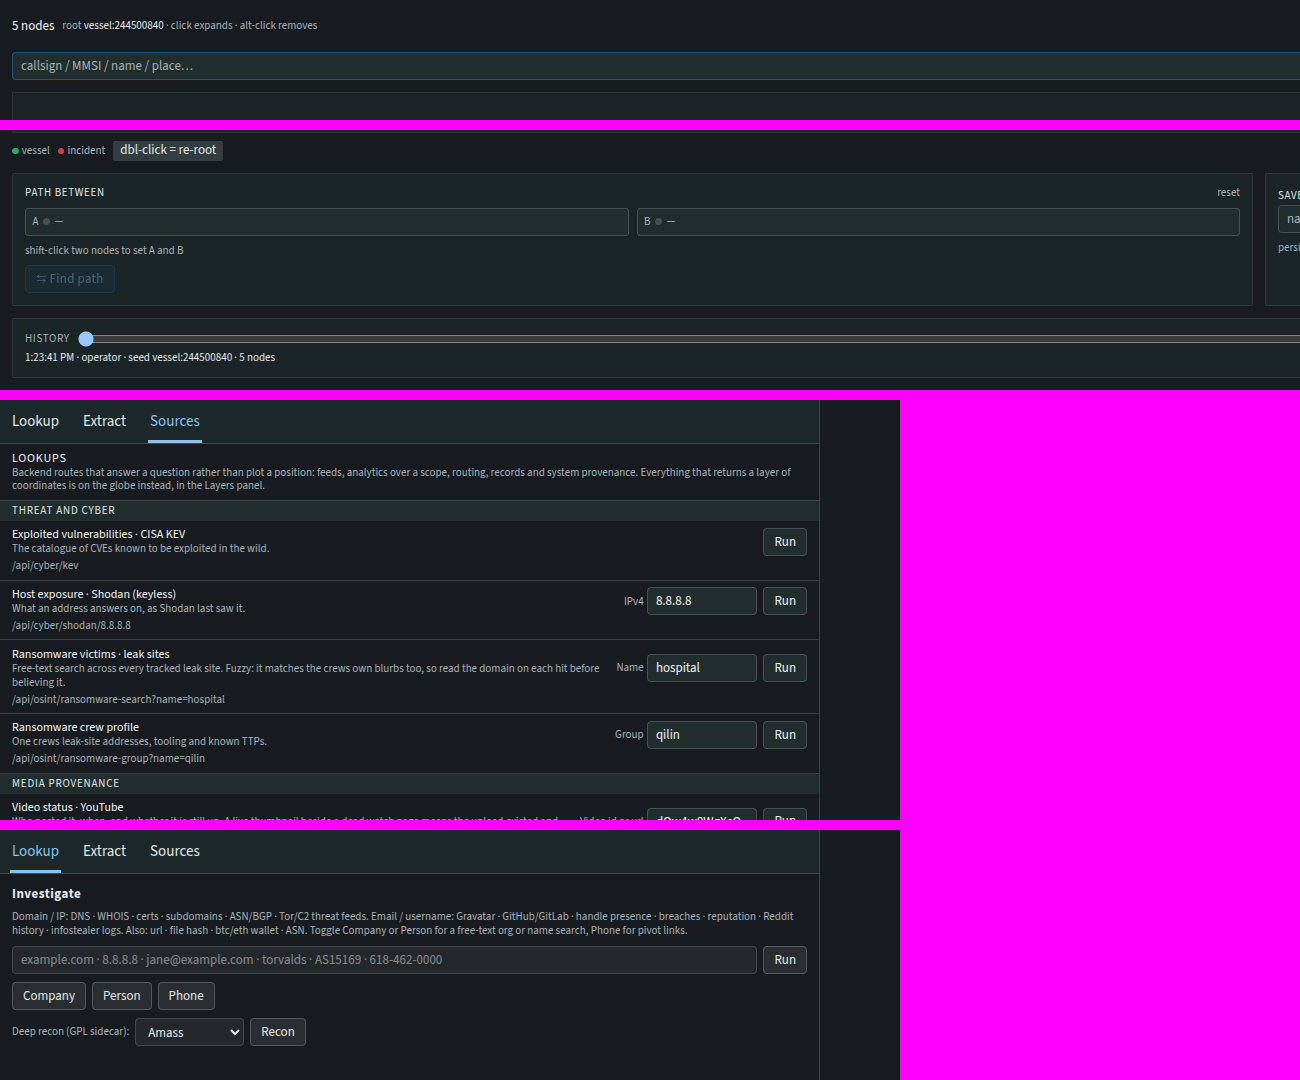 5 nodes root vessel:244500840 · click expands · alt-click removes
callsign / MMSI / name / place…
vessel incident dbl-click = re-root
PATH BETWEEN reset
A — B —
shift-click two nodes to set A and B
⇆ Find path
SAVE
na
persi
HISTORY
1:23:41 PM · operator · seed vessel:244500840 · 5 nodes
Lookup Extract Sources
LOOKUPS
Backend routes that answer a question rather than plot a position: feeds, analytics over a scope, routing, records and system provenance. Everything that returns a layer of
coordinates is on the globe instead, in the Layers panel.
THREAT AND CYBER
Exploited vulnerabilities · CISA KEV
The catalogue of CVEs known to be exploited in the wild.
/api/cyber/kev
Run
Host exposure · Shodan (keyless)
What an address answers on, as Shodan last saw it.
/api/cyber/shodan/8.8.8.8
IPv4 8.8.8.8 Run
Ransomware victims · leak sites
Free-text search across every tracked leak site. Fuzzy: it matches the crews own blurbs too, so read the domain on each hit before
believing it.
/api/osint/ransomware-search?name=hospital
Name hospital Run
Ransomware crew profile
One crews leak-site addresses, tooling and known TTPs.
/api/osint/ransomware-group?name=qilin
Group qilin Run
MEDIA PROVENANCE
Video status · YouTube
Lookup Extract Sources
Investigate
Domain / IP: DNS · WHOIS · certs · subdomains · ASN/BGP · Tor/C2 threat feeds. Email / username: Gravatar · GitHub/GitLab · handle presence · breaches · reputation · Reddit
history · infostealer logs. Also: url · file hash · btc/eth wallet · ASN. Toggle Company or Person for a free-text org or name search, Phone for pivot links.
example.com · 8.8.8.8 · jane@example.com · torvalds · AS15169 · 618-462-0000 Run
Company Person Phone
Deep recon (GPL sidecar): Amass Recon